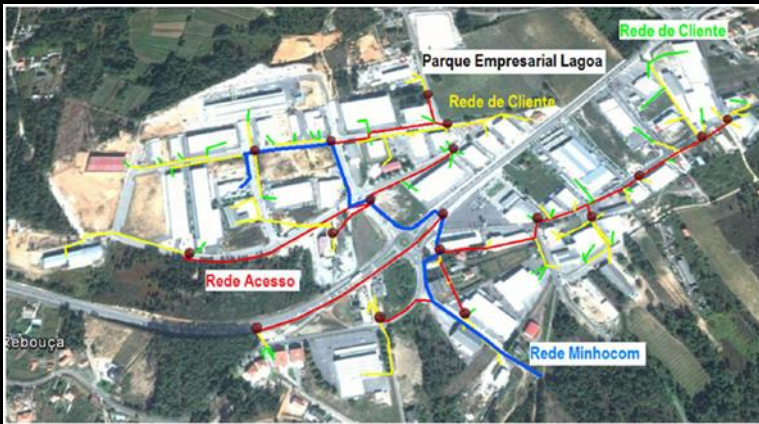 Rede de Cliente
Parque Empresarial Lagoa
Rede de Cliente
Rede Acesso
Rede Minhocom
Rebouça